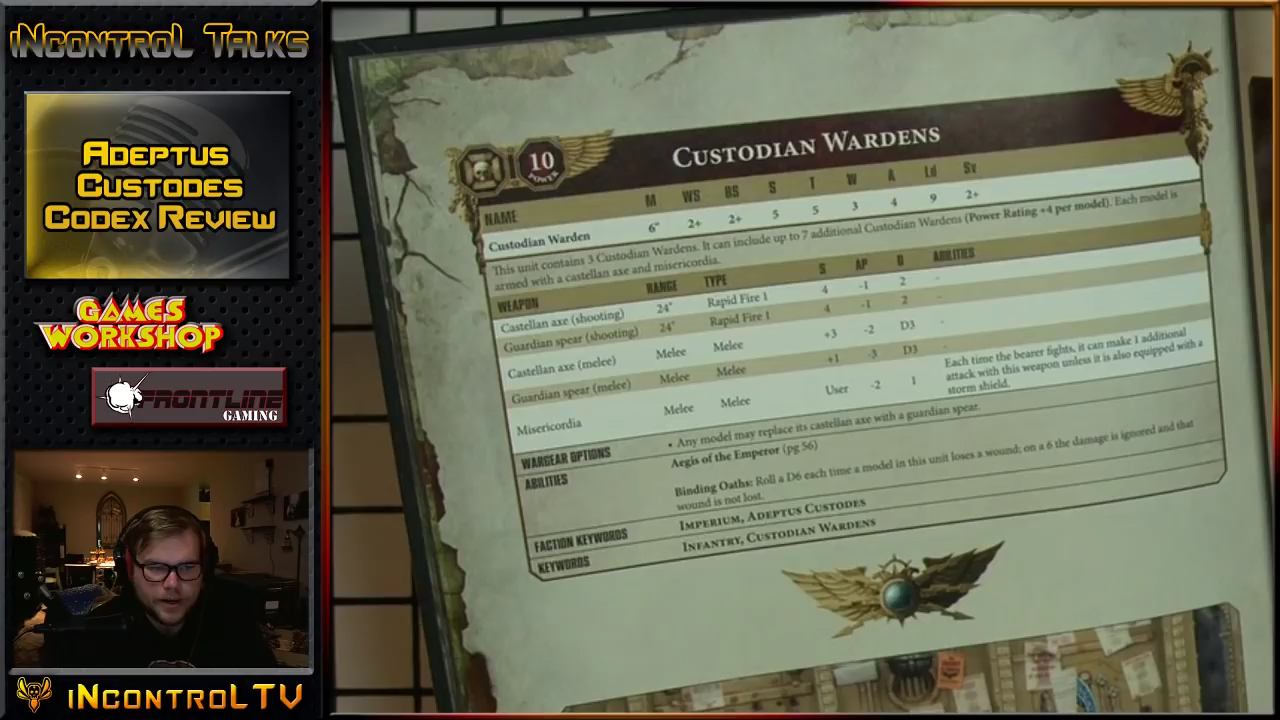 iNcontroL Talks
Adeptus
Custodes
Codex Review
GAMES
WORKSHOP
FRONTLINE
GAMING
iNcontroLTV
10
POWER
CUSTODIAN WARDENS
NAME M WS BS S T W A Ld Sv
Custodian Warden 6" 2+ 2+ 5 5 3 4 9 2+
This unit contains 3 Custodian Wardens. It can include up to 7 additional Custodian Wardens (Power Rating +4 per model). Each model is
armed with a castellan axe and misericordia.
WEAPON RANGE TYPE S AP D ABILITIES
Castellan axe (shooting) 24" Rapid Fire 1 4 -1 2 -
Guardian spear (shooting) 24" Rapid Fire 1 4 -1 2 -
Castellan axe (melee) Melee Melee +3 -2 D3 -
Guardian spear (melee) Melee Melee +1 -3 D3 -
Misericordia Melee Melee User -2 1 Each time the bearer fights, it can make 1 additional
attack with this weapon unless it is also equipped with a
storm shield.
WARGEAR OPTIONS • Any model may replace its castellan axe with a guardian spear.
ABILITIES Aegis of the Emperor (pg 56)
Binding Oaths: Roll a D6 each time a model in this unit loses a wound; on a 6 the damage is ignored and that
wound is not lost.
FACTION KEYWORDS IMPERIUM, ADEPTUS CUSTODES
KEYWORDS INFANTRY, CUSTODIAN WARDENS